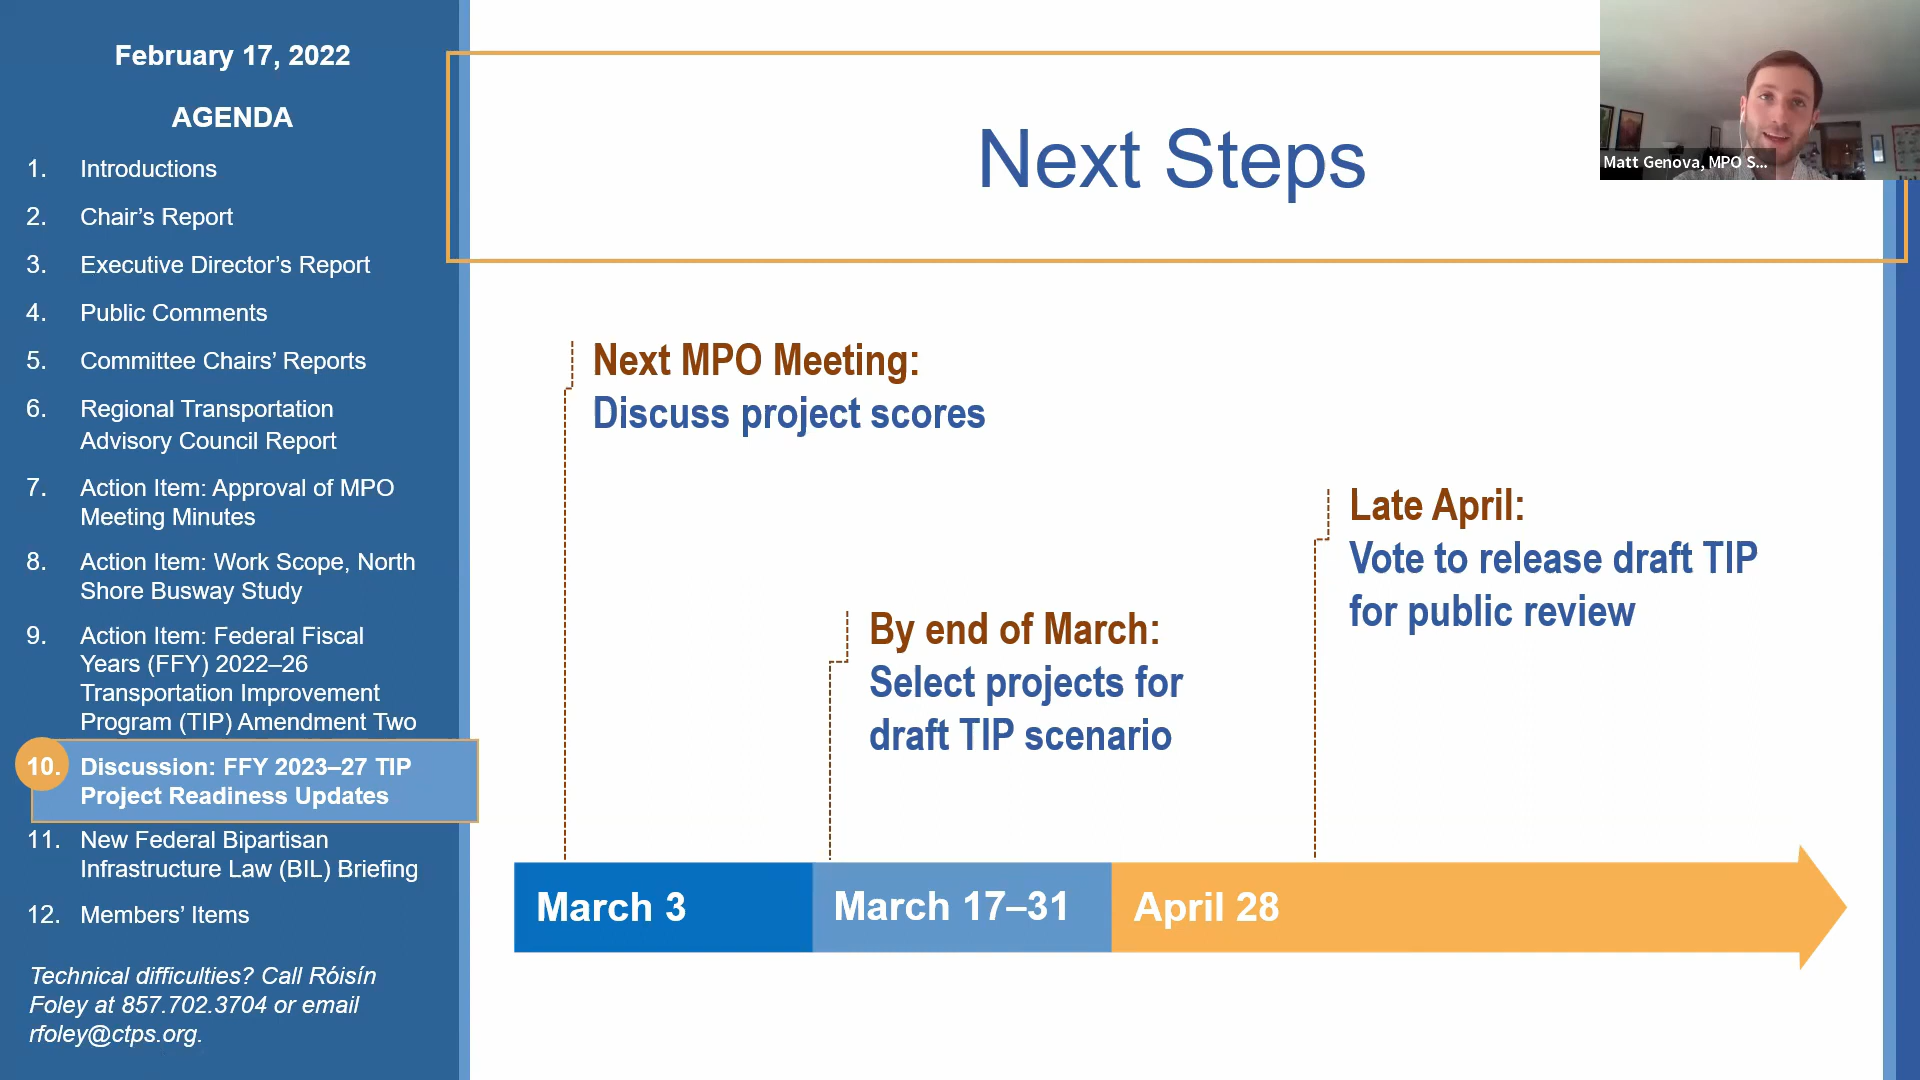 February 17, 2022
AGENDA
1. Introductions
2. Chair’s Report
3. Executive Director’s Report
4. Public Comments
5. Committee Chairs’ Reports
6. Regional Transportation
Advisory Council Report
7. Action Item: Approval of MPO
Meeting Minutes
8. Action Item: Work Scope, North
Shore Busway Study
9. Action Item: Federal Fiscal
Years (FFY) 2022–26
Transportation Improvement
Program (TIP) Amendment Two
10. Discussion: FFY 2023–27 TIP
Project Readiness Updates
11. New Federal Bipartisan
Infrastructure Law (BIL) Briefing
12. Members’ Items
Technical difficulties? Call Róisín
Foley at 857.702.3704 or email
rfoley@ctps.org.
Next Steps
Matt Genova, MPO S...
Next MPO Meeting:
Discuss project scores
By end of March:
Select projects for
draft TIP scenario
Late April:
Vote to release draft TIP
for public review
March 3
March 17–31
April 28